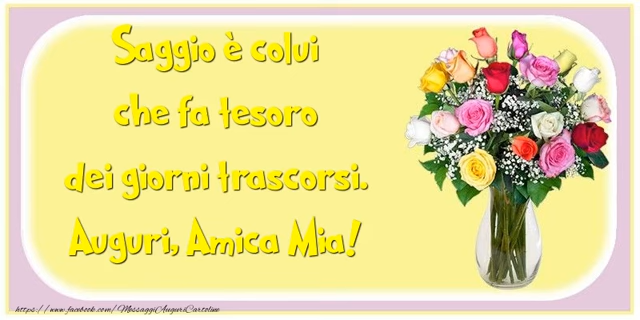 Saggio è colui
che fa tesoro
dei giorni trascorsi.
Auguri, Amica Mia!
https://www.facebook.com/MessaggiAuguriCartoline